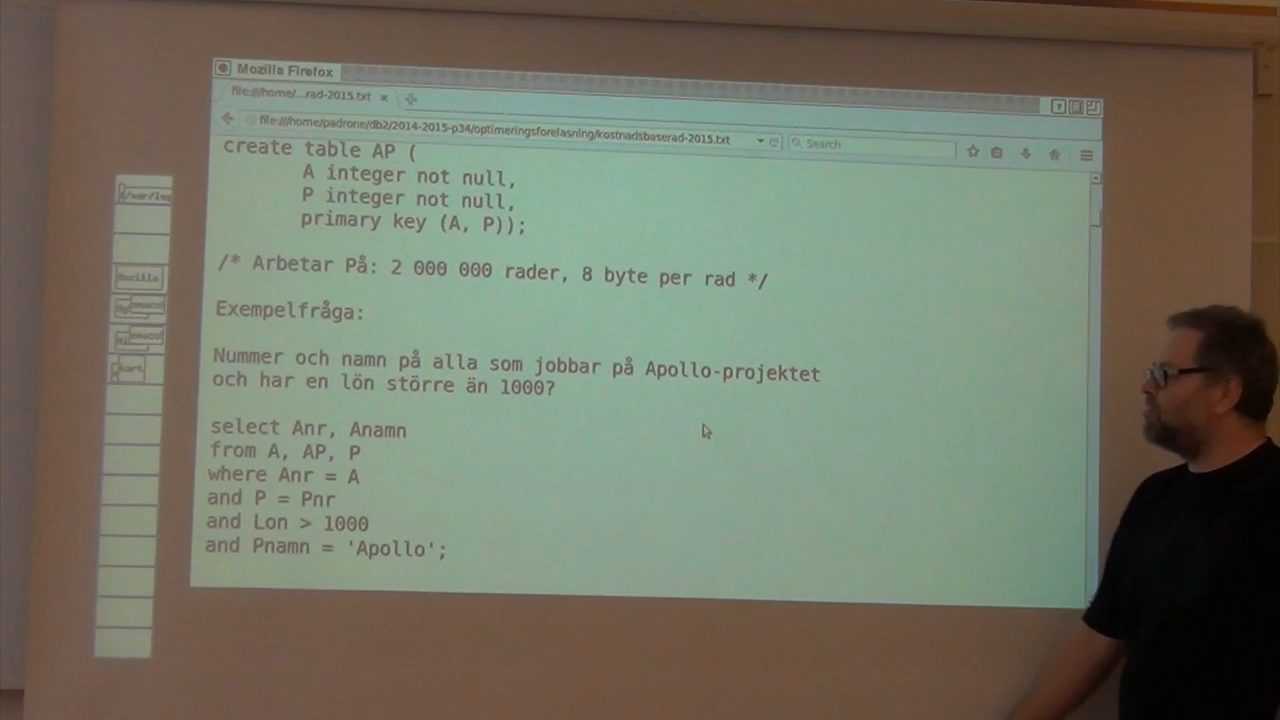 Mozilla Firefox
file:///home/...rad-2015.txt
file:///home/padrone/db2/2014-2015-p34/optimeringsforelasning/kostnadsbaserad-2015.txt
Search
create table AP (
A integer not null,
P integer not null,
primary key (A, P));
/* Arbetar På: 2 000 000 rader, 8 byte per rad */
Exempelfråga:
Nummer och namn på alla som jobbar på Apollo-projektet
och har en lön större än 1000?
select Anr, Anamn
from A, AP, P
where Anr = A
and P = Pnr
and Lon > 1000
and Pnamn = 'Apollo';
Mozilla